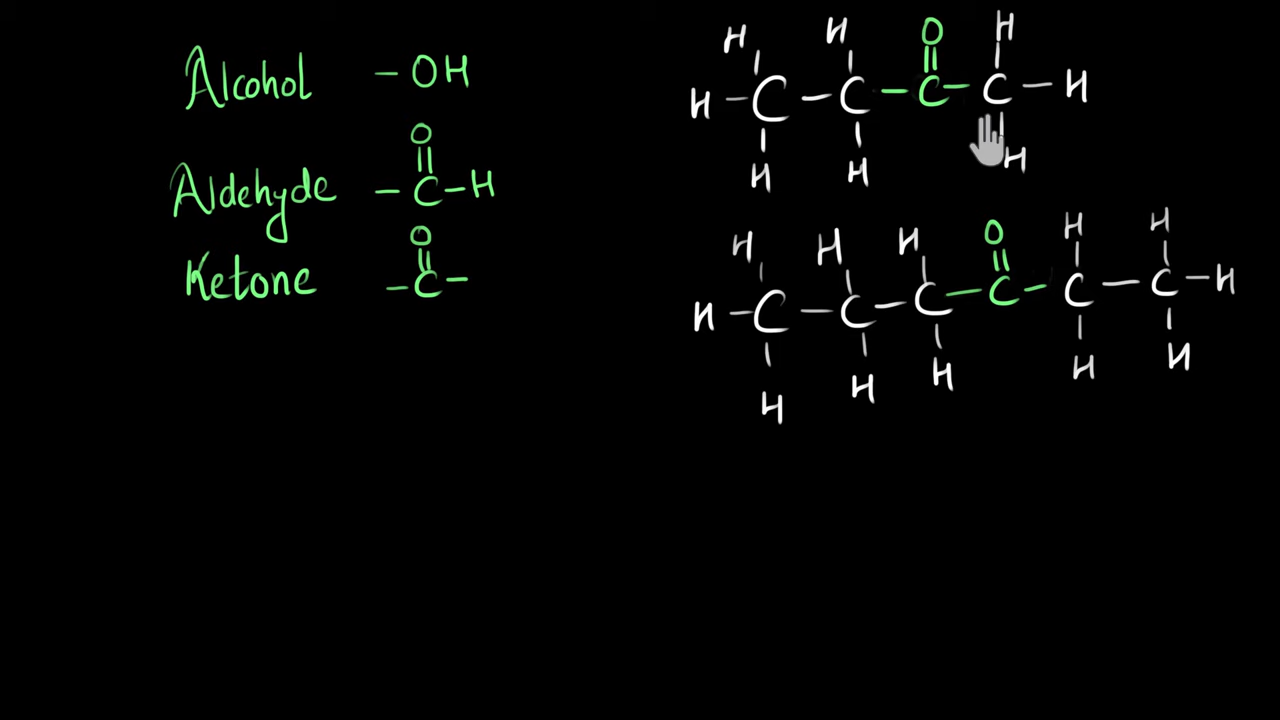 Alcohol – OH
O
Aldehyde – C – H
O
Ketone – C –
H H O H
H – C – C – C – C – H
H H H
H H H O H H
H – C – C – C – C – C – C – H
H H H H H